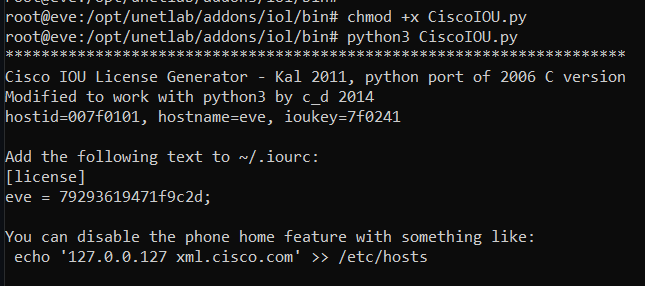 root@eve:/opt/unetlab/addons/iol/bin# chmod +x CiscoIOU.py
root@eve:/opt/unetlab/addons/iol/bin# python3 CiscoIOU.py
*********************************************************************
Cisco IOU License Generator - Kal 2011, python port of 2006 C version
Modified to work with python3 by c_d 2014
hostid=007f0101, hostname=eve, ioukey=7f0241
Add the following text to ~/.iourc:
[license]
eve = 79293619471f9c2d;
You can disable the phone home feature with something like:
 echo '127.0.0.127 xml.cisco.com' >> /etc/hosts